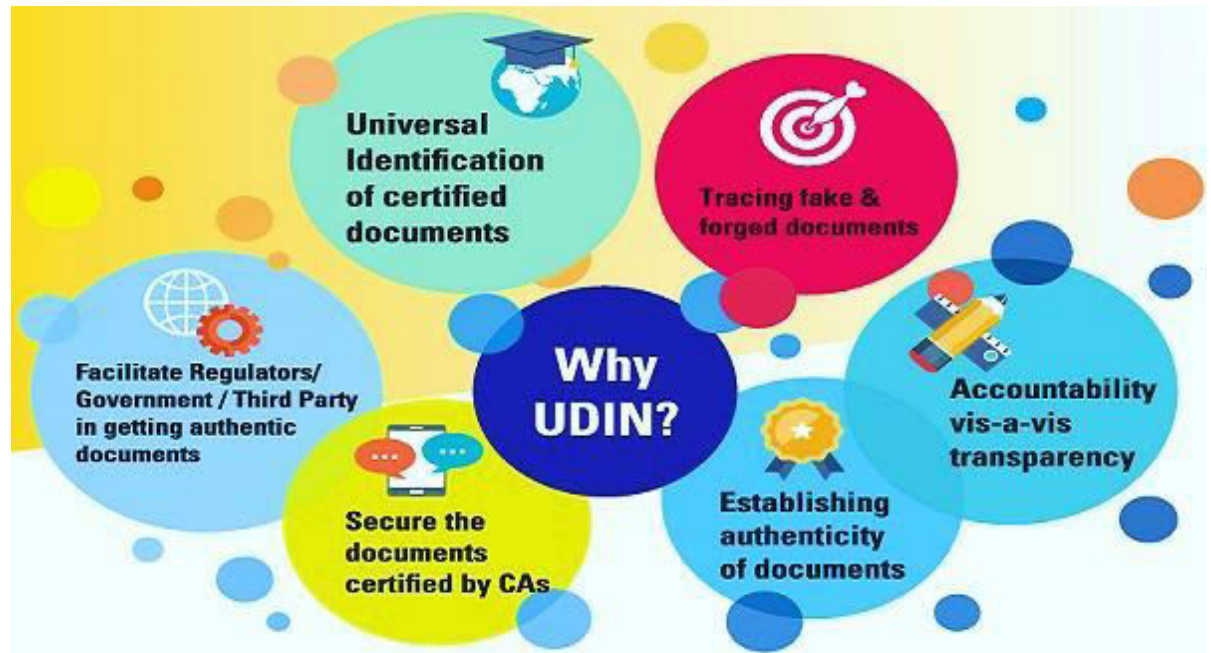 Universal
Identification
of certified
documents
Tracing fake &
forged documents
Facilitate Regulators/
Government / Third Party
in getting authentic
documents
Why
UDIN?
Accountability
vis-a-vis
transparency
Secure the
documents
certified by CAs
Establishing
authenticity
of documents